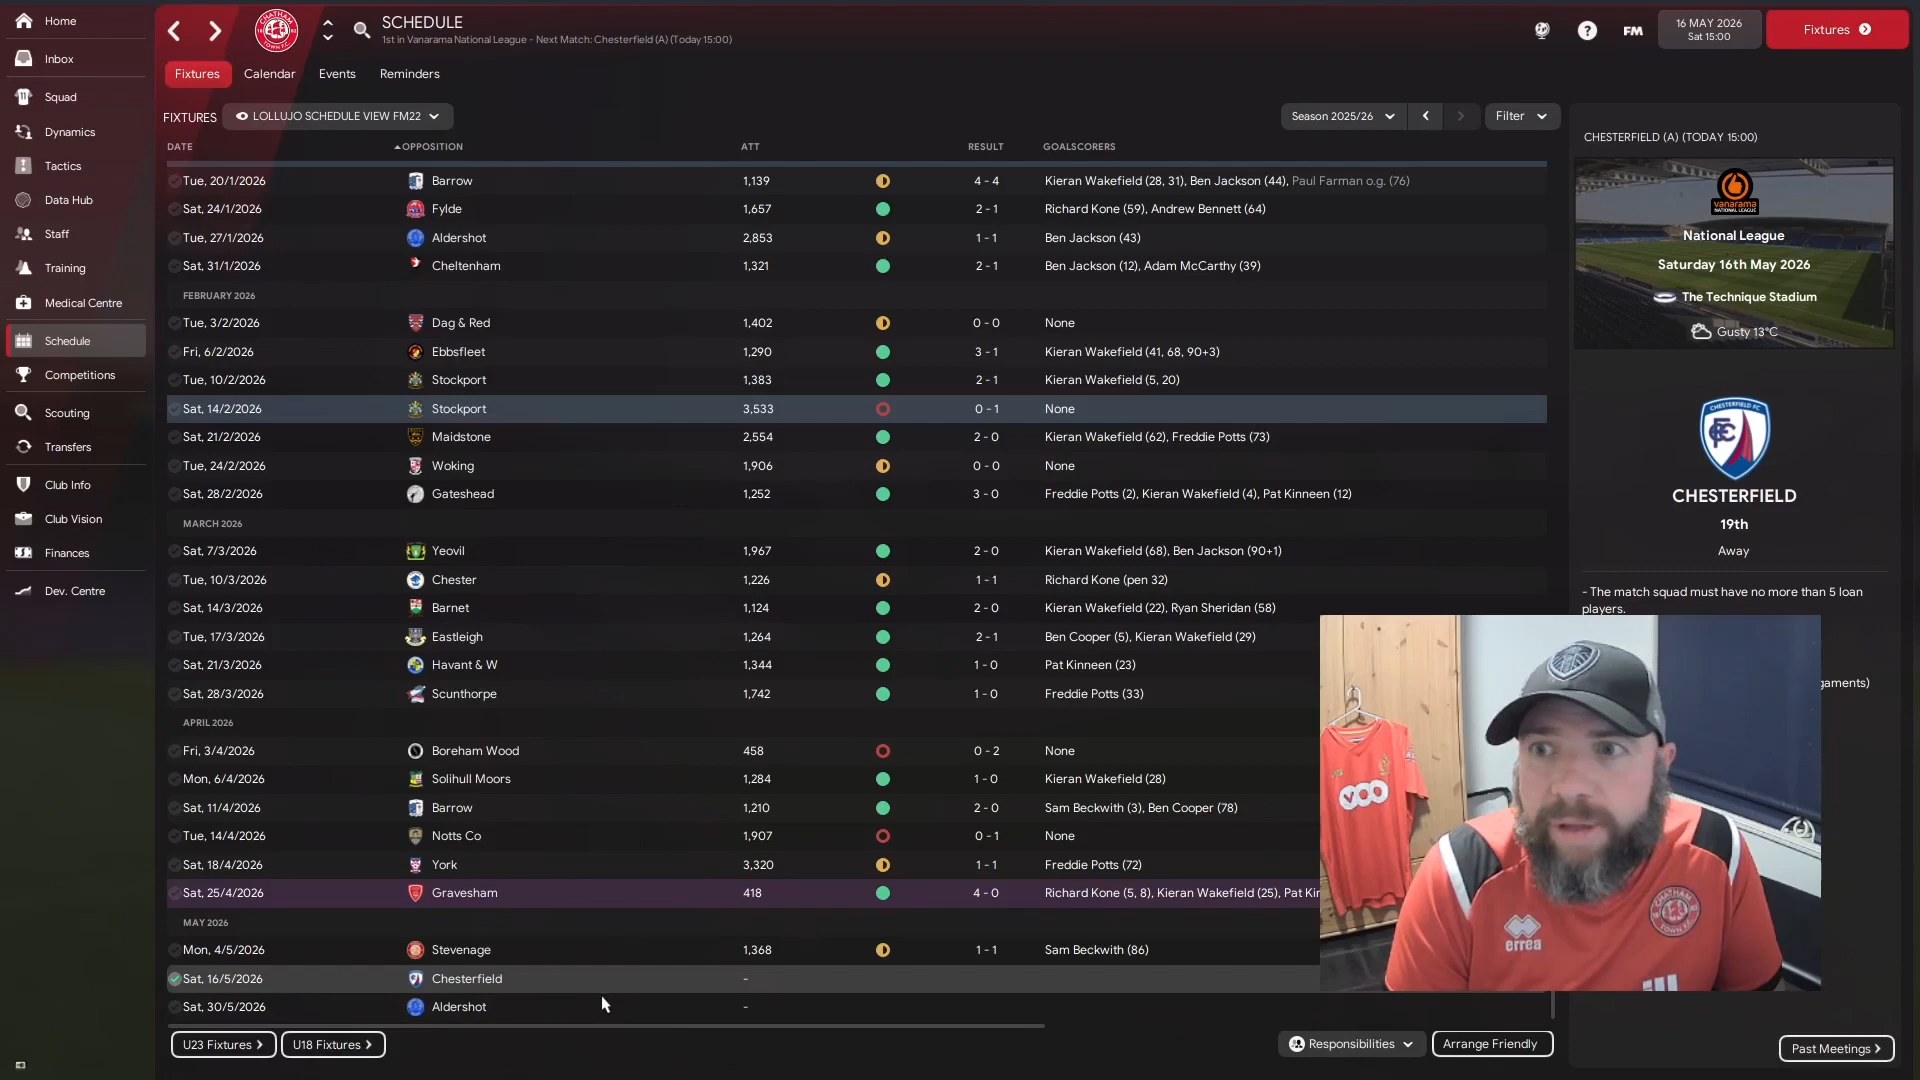 Home
Inbox
Squad
Dynamics
Tactics
Data Hub
Staff
Training
Medical Centre
Schedule
Competitions
Scouting
Transfers
Club Info
Club Vision
Finances
Dev. Centre
SCHEDULE
1st in Vanarama National League - Next Match: Chesterfield (A) (Today 15:00)
FM
16 MAY 2026
Sat 15:00
Fixtures
Fixtures Calendar Events Reminders
FIXTURES LOLLUJO SCHEDULE VIEW FM22
Season 2025/26 Filter
DATE OPPOSITION ATT RESULT GOALSCORERS
Tue, 20/1/2026 Barrow 1,139 4 - 4 Kieran Wakefield (28, 31), Ben Jackson (44), Paul Farman o.g. (76)
Sat, 24/1/2026 Fylde 1,657 2 - 1 Richard Kone (59), Andrew Bennett (64)
Tue, 27/1/2026 Aldershot 2,853 1 - 1 Ben Jackson (43)
Sat, 31/1/2026 Cheltenham 1,321 2 - 1 Ben Jackson (12), Adam McCarthy (39)
FEBRUARY 2026
Tue, 3/2/2026 Dag & Red 1,402 0 - 0 None
Fri, 6/2/2026 Ebbsfleet 1,290 3 - 1 Kieran Wakefield (41, 68, 90+3)
Tue, 10/2/2026 Stockport 1,383 2 - 1 Kieran Wakefield (5, 20)
Sat, 14/2/2026 Stockport 3,533 0 - 1 None
Sat, 21/2/2026 Maidstone 2,554 2 - 0 Kieran Wakefield (62), Freddie Potts (73)
Tue, 24/2/2026 Woking 1,906 0 - 0 None
Sat, 28/2/2026 Gateshead 1,252 3 - 0 Freddie Potts (2), Kieran Wakefield (4), Pat Kinneen (12)
MARCH 2026
Sat, 7/3/2026 Yeovil 1,967 2 - 0 Kieran Wakefield (68), Ben Jackson (90+1)
Tue, 10/3/2026 Chester 1,226 1 - 1 Richard Kone (pen 32)
Sat, 14/3/2026 Barnet 1,124 2 - 0 Kieran Wakefield (22), Ryan Sheridan (58)
Tue, 17/3/2026 Eastleigh 1,264 2 - 1 Ben Cooper (5), Kieran Wakefield (29)
Sat, 21/3/2026 Havant & W 1,344 1 - 0 Pat Kinneen (23)
Sat, 28/3/2026 Scunthorpe 1,742 1 - 0 Freddie Potts (33)
APRIL 2026
Fri, 3/4/2026 Boreham Wood 458 0 - 2 None
Mon, 6/4/2026 Solihull Moors 1,284 1 - 0 Kieran Wakefield (28)
Sat, 11/4/2026 Barrow 1,210 2 - 0 Sam Beckwith (3), Ben Cooper (78)
Tue, 14/4/2026 Notts Co 1,907 0 - 1 None
Sat, 18/4/2026 York 3,320 1 - 1 Freddie Potts (72)
Sat, 25/4/2026 Gravesham 418 4 - 0 Richard Kone (5, 8), Kieran Wakefield (25), Pat Kin
MAY 2026
Mon, 4/5/2026 Stevenage 1,368 1 - 1 Sam Beckwith (86)
Sat, 16/5/2026 Chesterfield -
Sat, 30/5/2026 Aldershot -
U23 Fixtures U18 Fixtures
Responsibilities Arrange Friendly
CHESTERFIELD (A) (TODAY 15:00)
vanarama
NATIONAL LEAGUE
National League
Saturday 16th May 2026
The Technique Stadium
Gusty 13°C
CHESTERFIELD FC
CHESTERFIELD
19th
Away
- The match squad must have no more than 5 loan
players.
gaments)
VOO
errea
CHATHAM
TOWN FC
Past Meetings